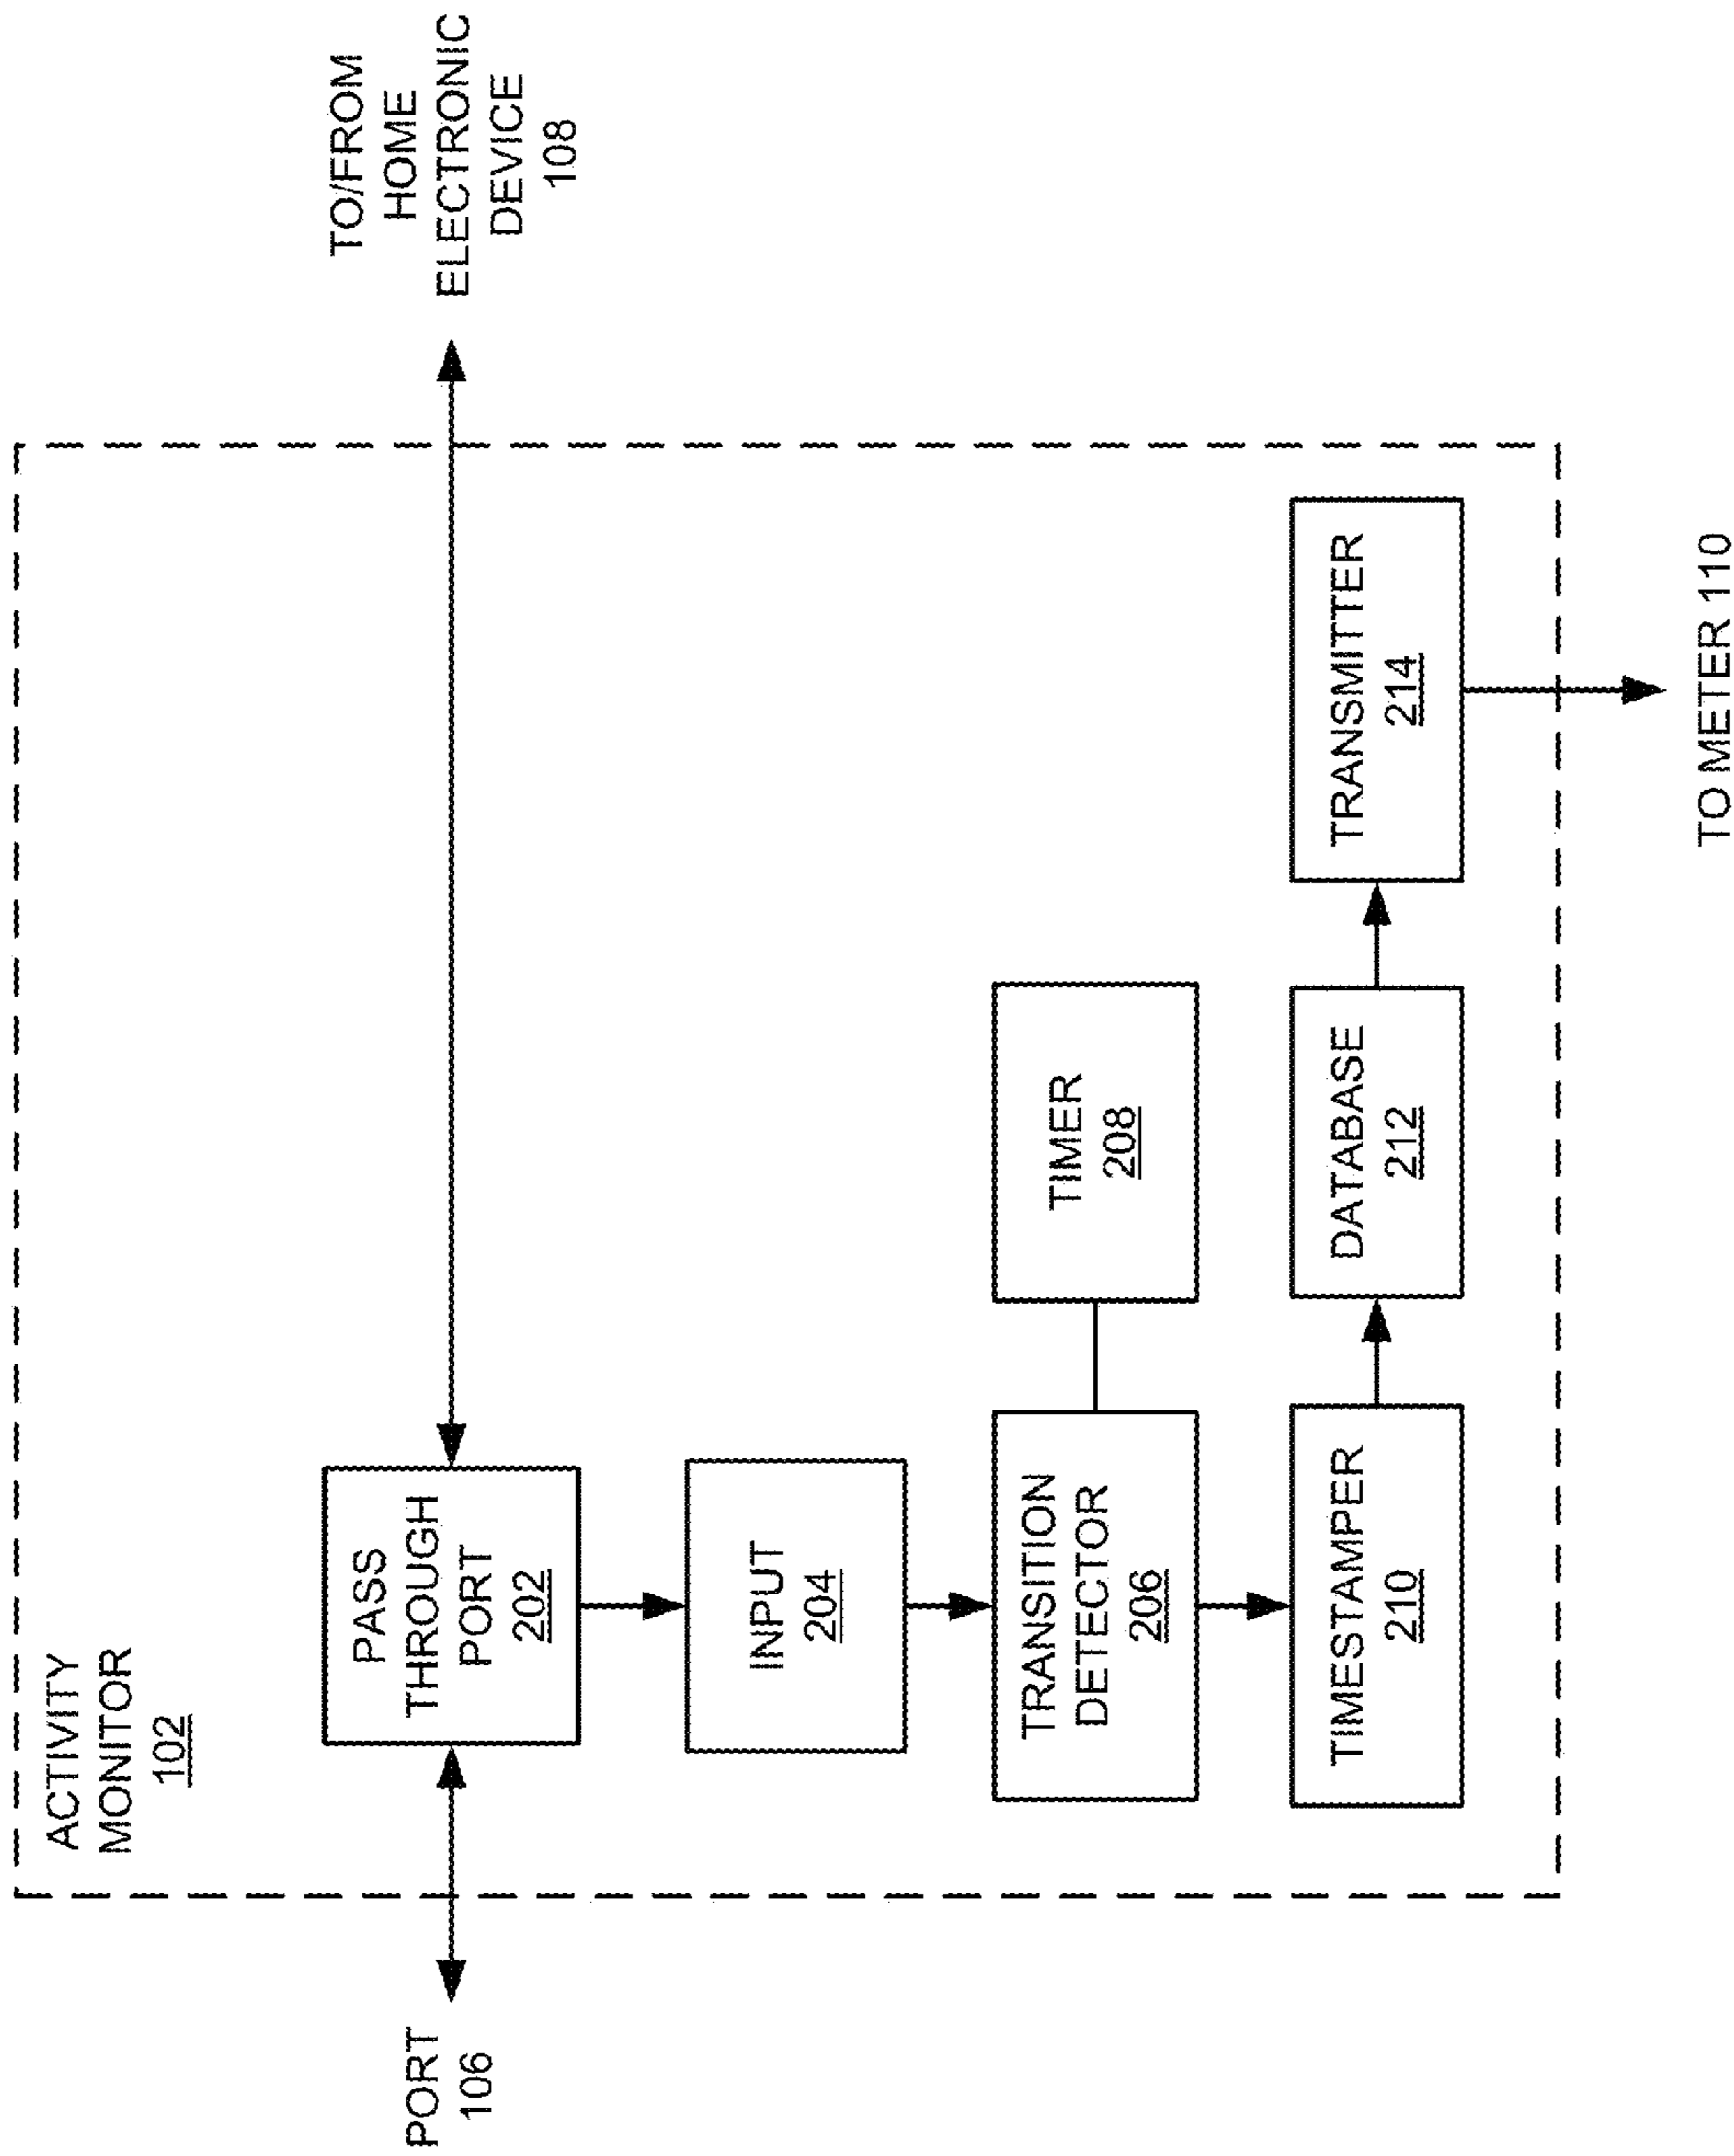 ACTIVITY
MONITOR
102
PORT
106
PASS
THROUGH
PORT
202
TO/FROM
HOME
ELECTRONIC
DEVICE
108
INPUT
204
TRANSITION
DETECTOR
206
TIMER
208
TIMESTAMPER
210
DATABASE
212
TRANSMITTER
214
TO METER 110